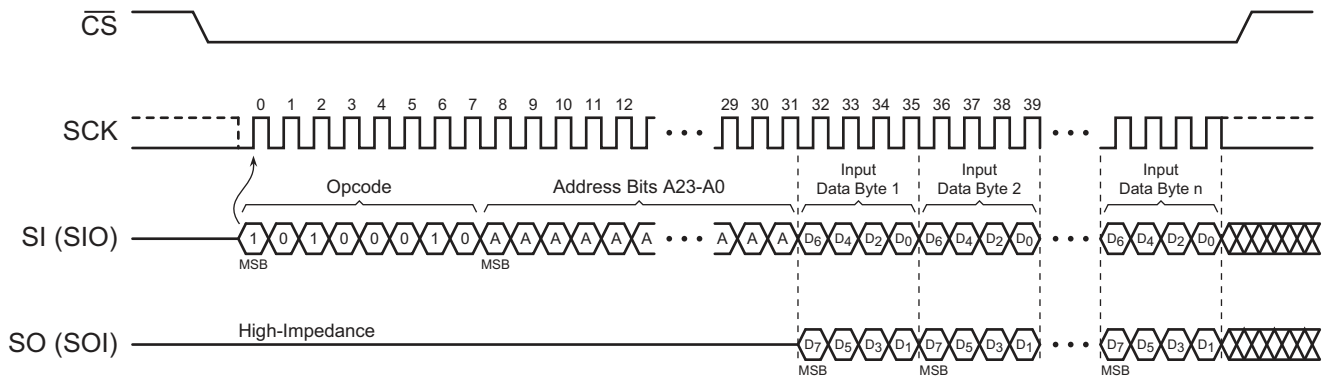 CS
0 1 2 3 4 5 6 7 8 9 10 11 12 29 30 31 32 33 34 35 36 37 38 39
SCK • • • • • •
Opcode Address Bits A23-A0 Input Data Byte 1 Input Data Byte 2 Input Data Byte n
SI (SIO) 1 0 1 0 0 0 1 0 A A A A A A • • • A A A D6 D4 D2 D0 D6 D4 D2 D0 • • • D6 D4 D2 D0
MSB MSB
High-Impedance
SO (SOI) D7 D5 D3 D1 D7 D5 D3 D1 • • • D7 D5 D3 D1
MSB MSB MSB